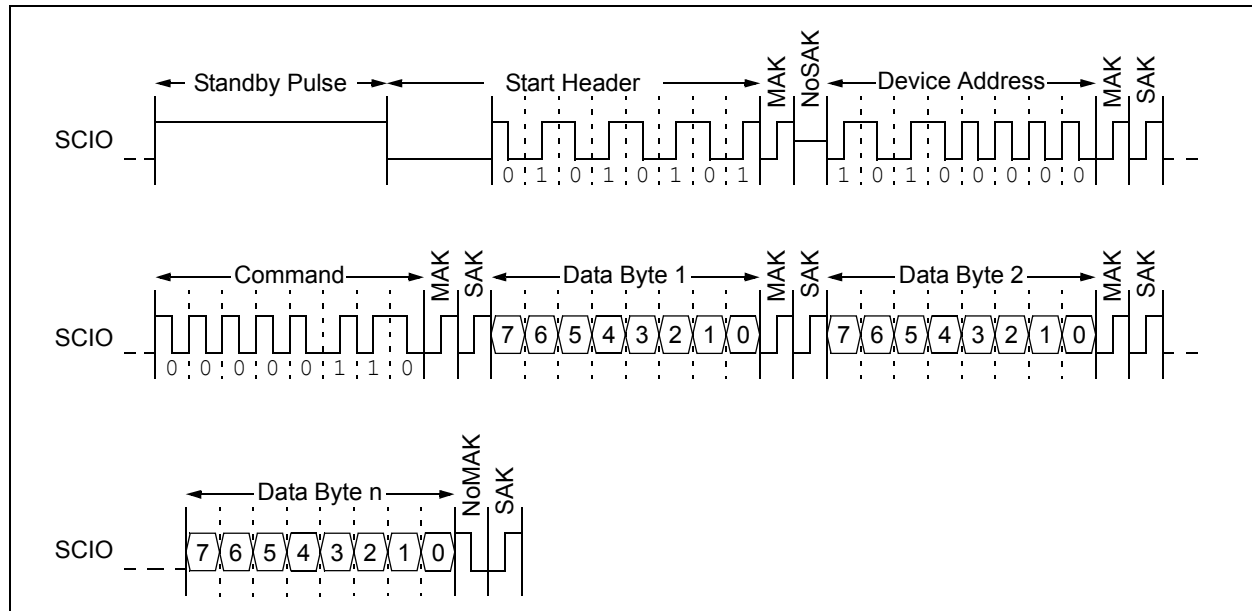 Standby Pulse Start Header MAK NoSAK Device Address MAK SAK
SCIO
0 1 0 1 0 1 0 1 1 0 1 0 0 0 0 0
Command MAK SAK Data Byte 1 MAK SAK Data Byte 2 MAK SAK
SCIO 7 6 5 4 3 2 1 0 7 6 5 4 3 2 1 0
0 0 0 0 0 1 1 0
Data Byte n NoMAK SAK
SCIO 7 6 5 4 3 2 1 0